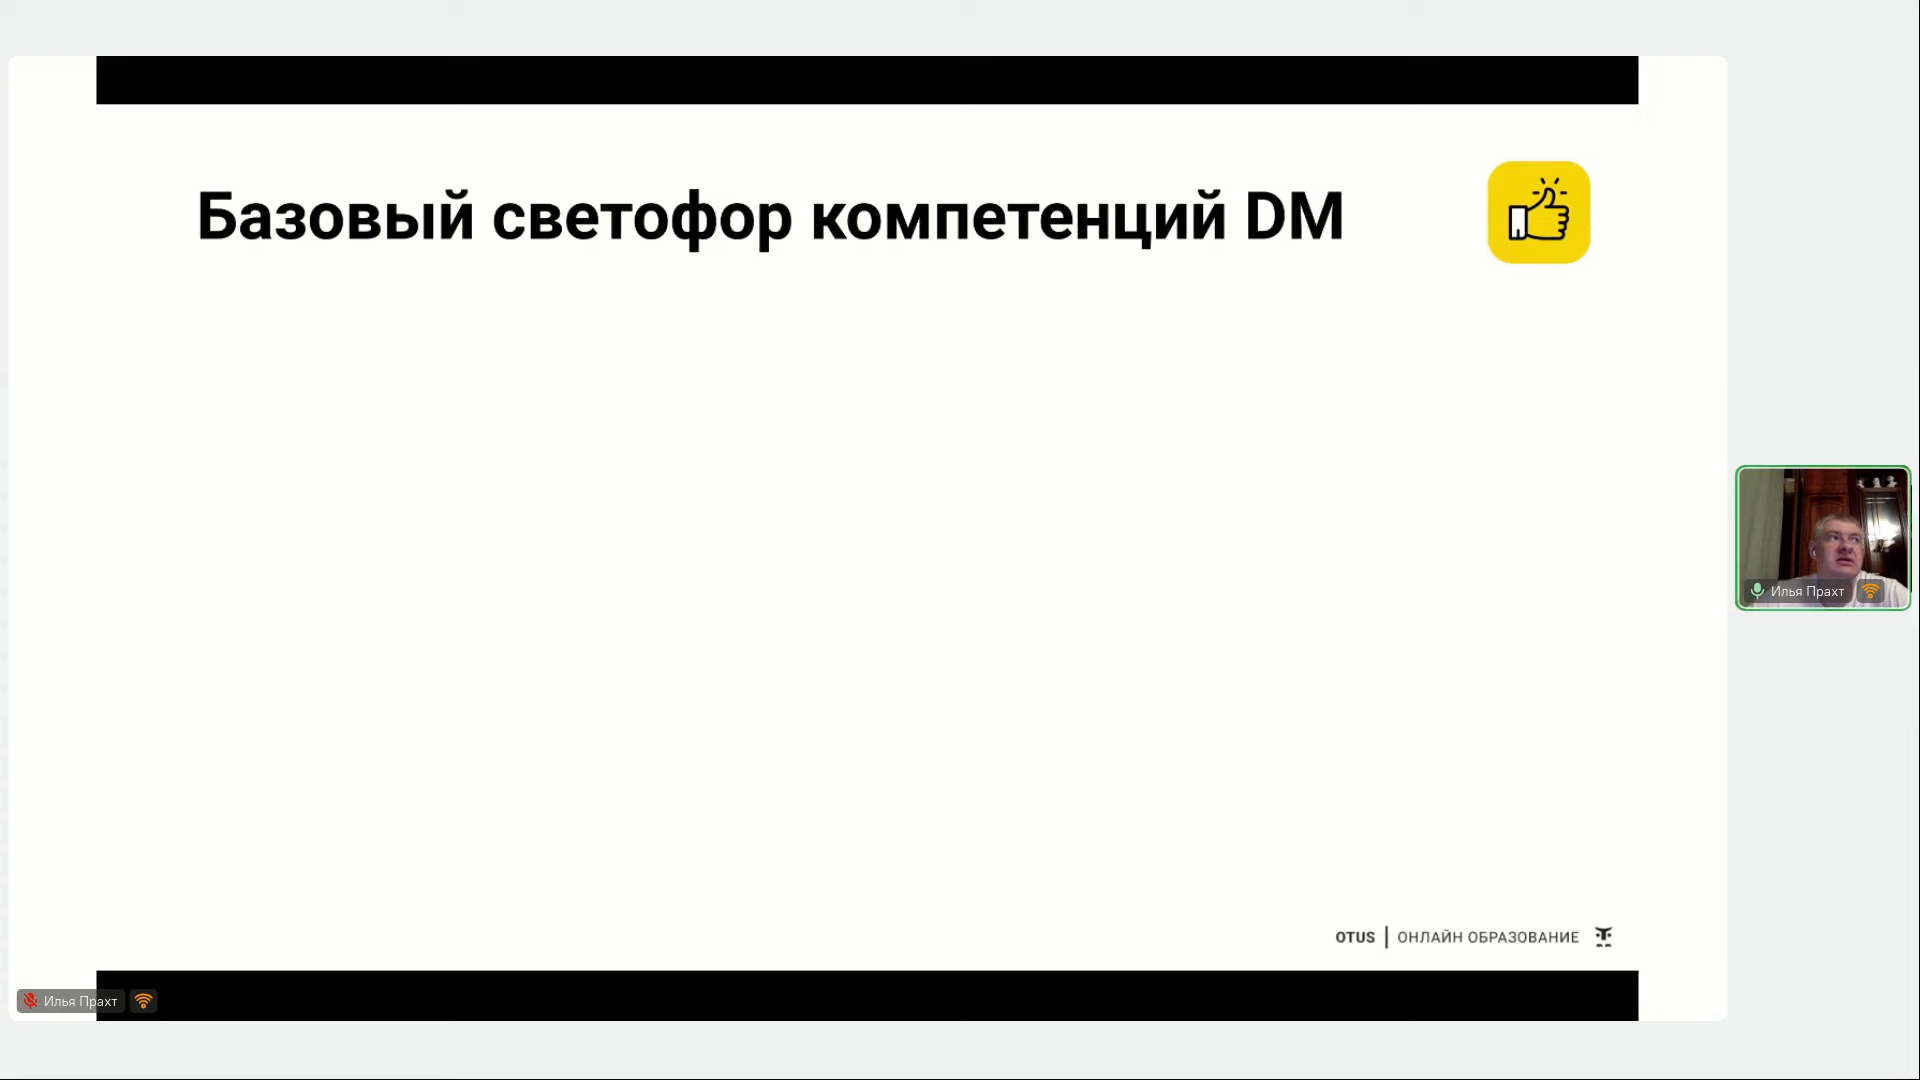 Базовый светофор компетенций DM
Илья Прахт
OTUS | ОНЛАЙН ОБРАЗОВАНИЕ
Илья Прахт